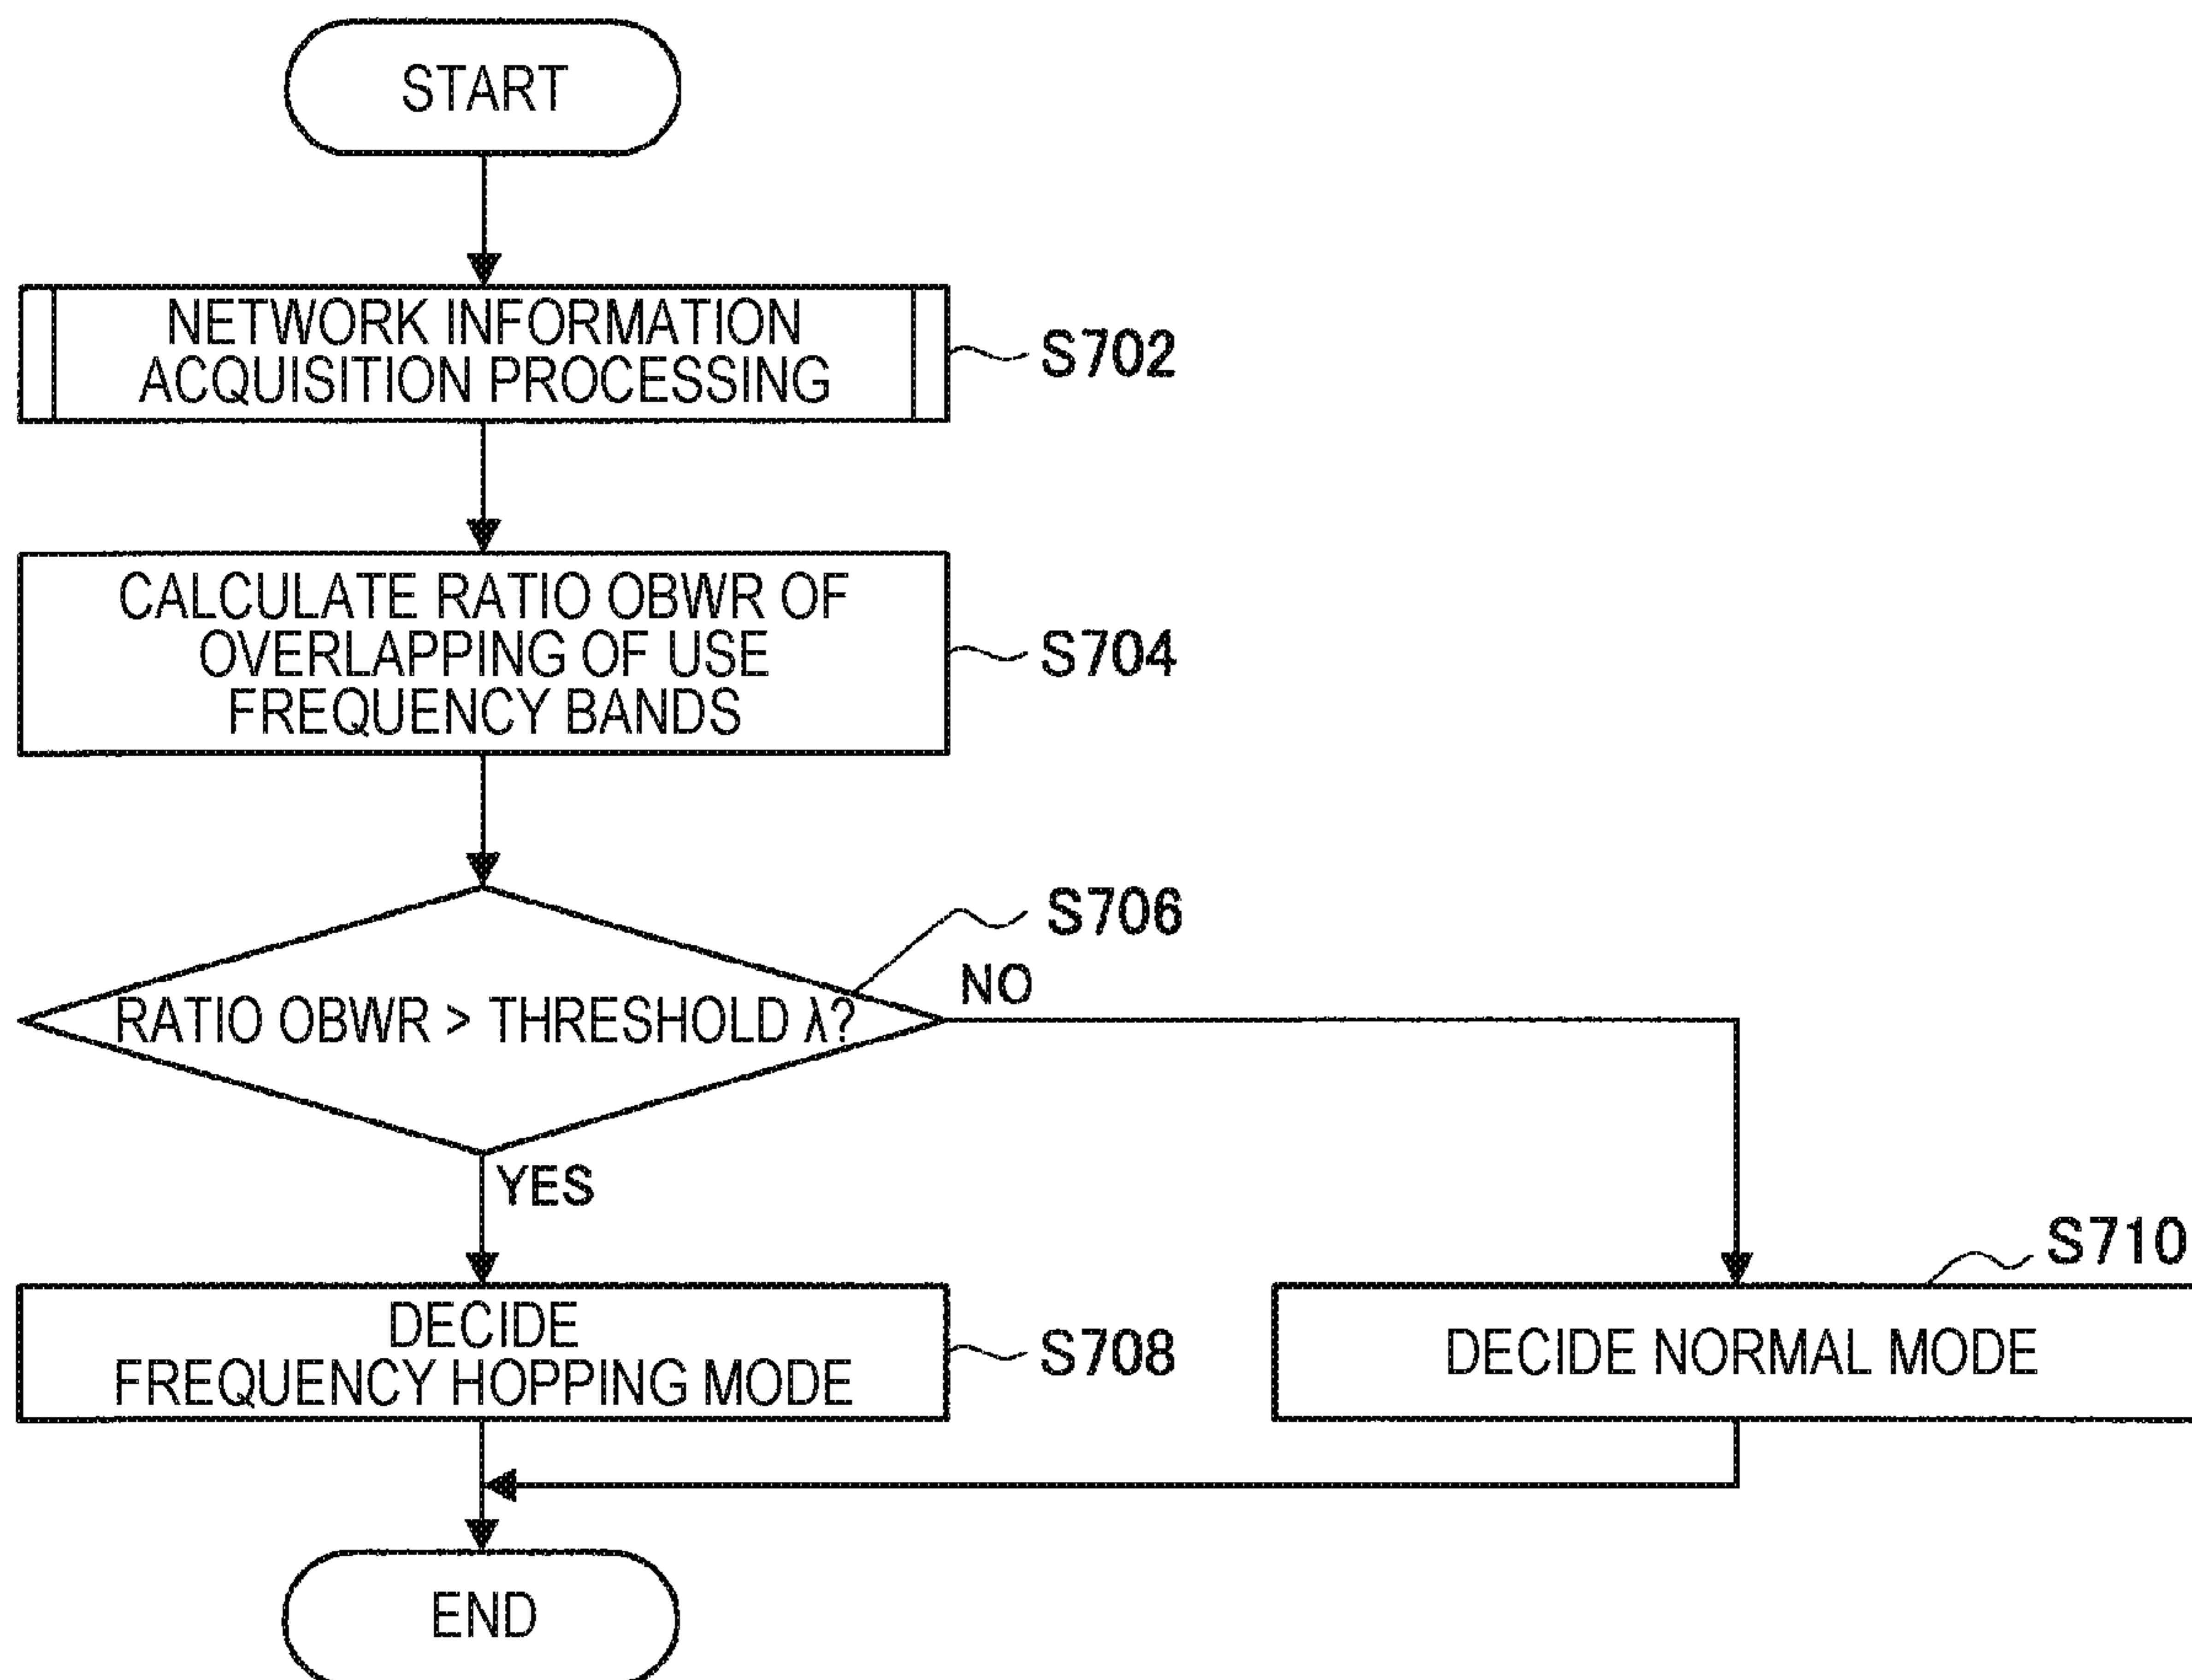 START
NETWORK INFORMATION
ACQUISITION PROCESSING
S702
CALCULATE RATIO OBWR OF
OVERLAPPING OF USE
FREQUENCY BANDS
S704
S706
RATIO OBWR > THRESHOLD λ?
NO
YES
DECIDE
FREQUENCY HOPPING MODE
S708
S710
DECIDE NORMAL MODE
END